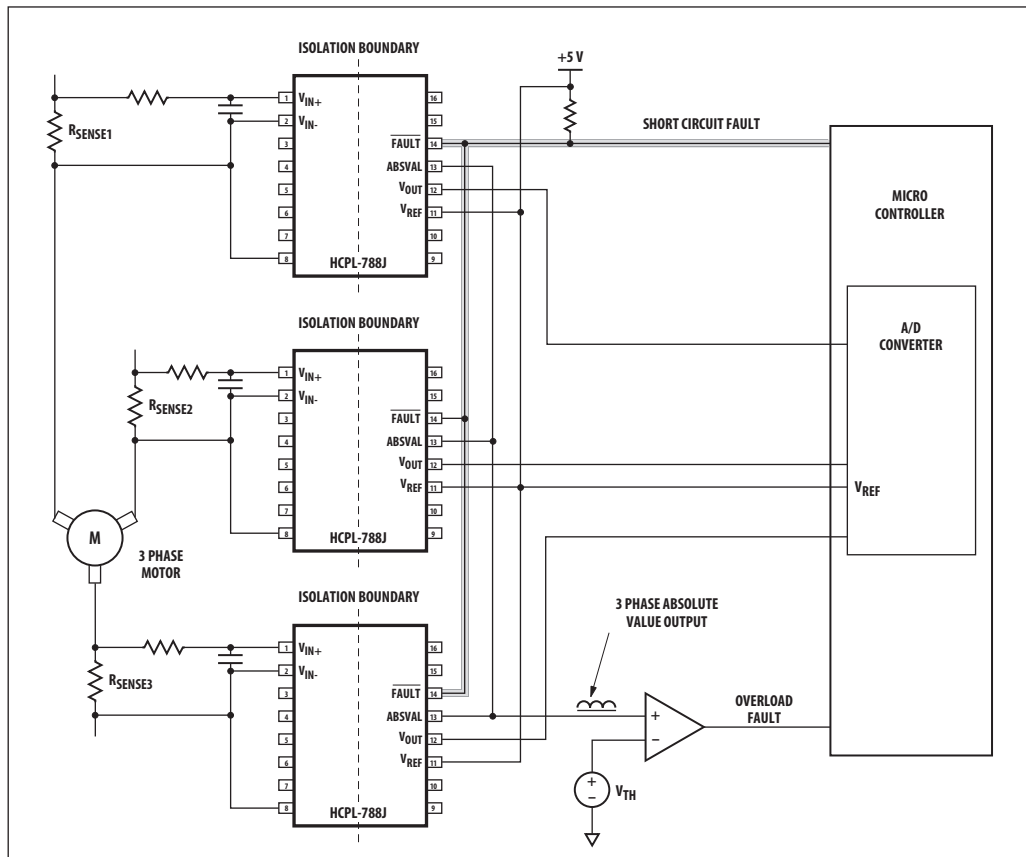 ISOLATION BOUNDARY
+5 V
RSENSE1
1 VIN+
2 VIN-
3
4
5
6
7
8
16
15
FAULT 14
ABSVAL 13
VOUT 12
VREF 11
10
9
HCPL-788J
SHORT CIRCUIT FAULT
MICRO
CONTROLLER
A/D
CONVERTER
VREF
ISOLATION BOUNDARY
RSENSE2
1 VIN+
2 VIN-
3
4
5
6
7
8
16
15
FAULT 14
ABSVAL 13
VOUT 12
VREF 11
10
9
HCPL-788J
M
3 PHASE
MOTOR
ISOLATION BOUNDARY
RSENSE3
1 VIN+
2 VIN-
3
4
5
6
7
8
16
15
FAULT 14
ABSVAL 13
VOUT 12
VREF 11
10
9
HCPL-788J
3 PHASE ABSOLUTE
VALUE OUTPUT
+
−
OVERLOAD
FAULT
+
−
VTH